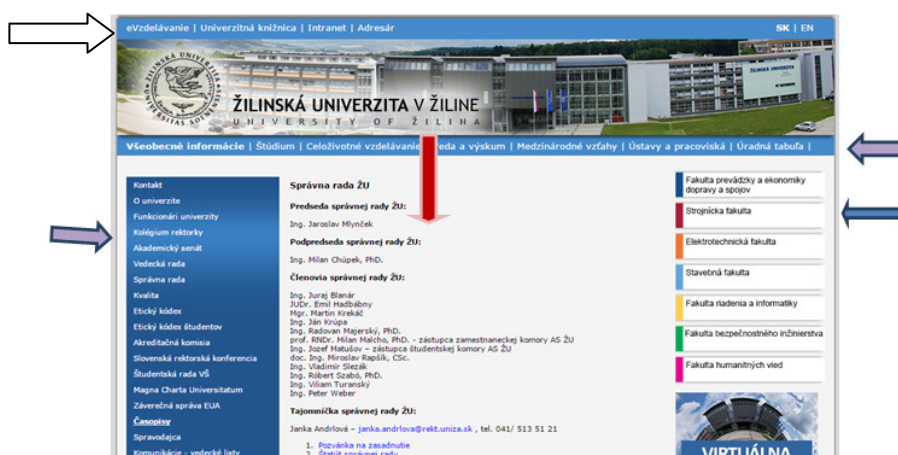 eVzdelávanie | Univerzitná knižnica | Intranet | Adresár
SK | EN
ŽILINSKÁ UNIVERZITA V ŽILINE
UNIVERSITY OF ŽILINA
ŽILINSKÁ UNIVERZITA
Všeobecné informácie | Štúdium | Celoživotné vzdelávanie eda a výskum | Medzinárodné vzťahy | Ústavy a pracoviská | Úradná tabuľa |
Kontakt
O univerzite
Funkcionári univerzity
Kolégium rektorky
Akademický senát
Vedecká rada
Správna rada
Kvalita
Etický kódex
Etický kódex študentov
Akreditačná komisia
Slovenská rektorská konferencia
Študentská rada VŠ
Magna Charta Universitatum
Záverečná správa EUA
Časopisy
Spravodajca
Komunikácie - vedecké listy
Správna rada ŽU
Predseda správnej rady ŽU:
Ing. Jaroslav Mlynček
Podpredseda správnej rady ŽU:
Ing. Milan Chúpek, PhD.
Členovia správnej rady ŽU:
Ing. Juraj Blanár
JUDr. Emil Hadbábny
Mgr. Martin Krekáč
Ing. Ján Krúpa
Ing. Radovan Majerský, PhD.
prof. RNDr. Milan Malcho, PhD. - zástupca zamestnaneckej komory AS ŽU
Ing. Jozef Matušov – zástupca študentskej komory AS ŽU
doc. Ing. Miroslav Rapšík, CSc.
Ing. Vladimír Slezák
Ing. Róbert Szabó, PhD.
Ing. Viliam Turanský
Ing. Peter Weber
Tajomníčka správnej rady ŽU:
Janka Andrlová – janka.andrlova@rekt.uniza.sk , tel. 041/ 513 51 21
1. Pozvánka na zasadnutie
2. Štatút správnej rady
Fakulta prevádzky a ekonomiky
dopravy a spojov
Strojnícka fakulta
Elektrotechnická fakulta
Stavebná fakulta
Fakulta riadenia a informatiky
Fakulta bezpečnostného inžinierstva
Fakulta humanitných vied
VIRTUÁLNA